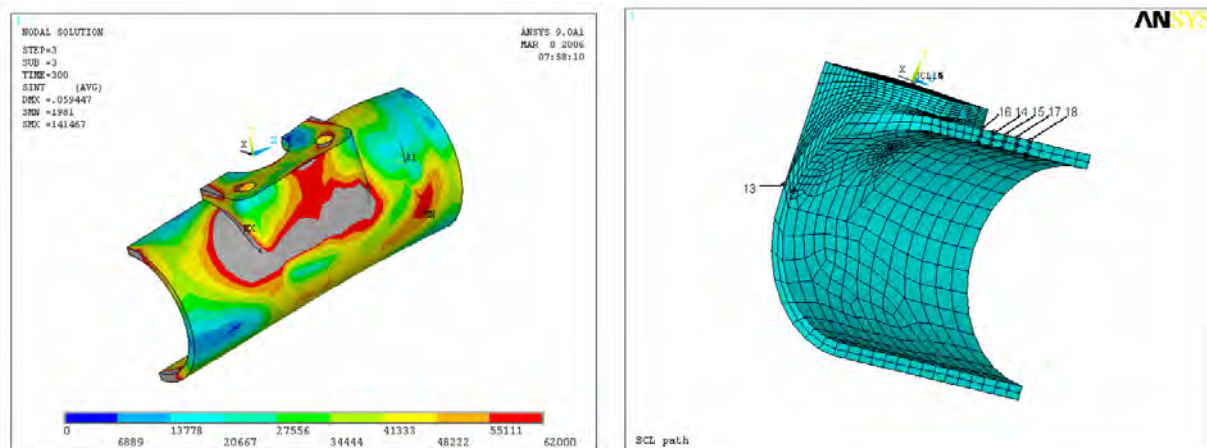 1
NODAL SOLUTION
STEP=3
SUB =3
TIME=300
SINT (AVG)
DMX =.059447
SMN =1981
SMX =141467
ANSYS 9.0A1
MAR 8 2006
07:58:10
X
Z
MX
MN
0 13778 27556 41333 55111
6889 20667 34444 48222 62000
1
ANSYS
X
16 14 15 17 18
13
SCL path